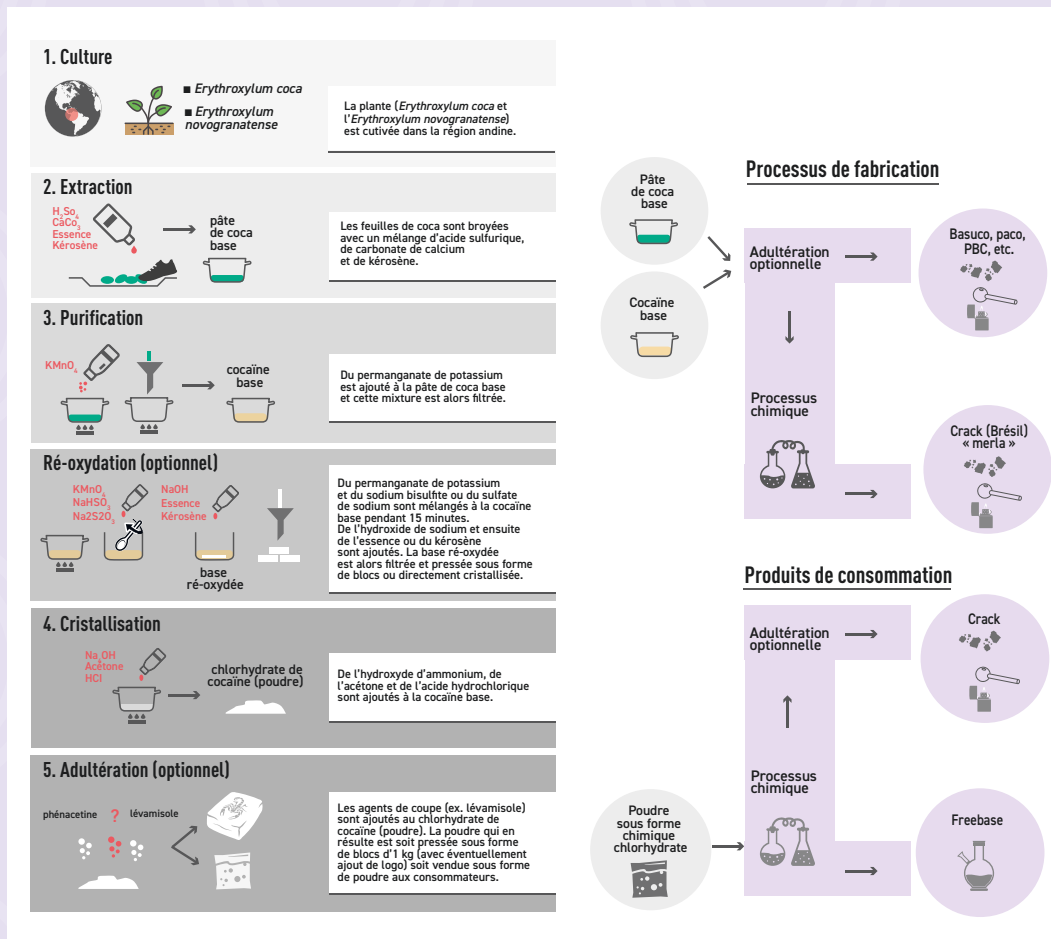 1. Culture
■ Erythroxylum coca
■ Erythroxylum
novogranatense
La plante (Erythroxylum coca et
l'Erythroxylum novogranatense)
est cutivée dans la région andine.
2. Extraction
H2So4
CaCo3
Essence
Kérosène
pâte
de coca
base
Les feuilles de coca sont broyées
avec un mélange d'acide sulfurique,
de carbonate de calcium
et de kérosène.
3. Purification
KMnO4
cocaïne
base
Du permanganate de potassium
est ajouté à la pâte de coca base
et cette mixture est alors filtrée.
Ré-oxydation (optionnel)
KMnO4
NaHSO3
Na2S2O3
NaOH
Essence
Kérosène
base
ré-oxydée
Du permanganate de potassium
et du sodium bisulfite ou du sulfate
de sodium sont mélangés à la cocaïne
base pendant 15 minutes.
De l'hydroxide de sodium et ensuite
de l'essence ou du kérosène
sont ajoutés. La base ré-oxydée
est alors filtrée et pressée sous forme
de blocs ou directement cristallisée.
4. Cristallisation
Na4OH
Acétone
HCl
chlorhydrate de
cocaïne (poudre)
De l'hydroxyde d'ammonium, de
l'acétone et de l'acide hydrochlorique
sont ajoutés à la cocaïne base.
5. Adultération (optionnel)
phénacetine ? lévamisole
Les agents de coupe (ex. lévamisole)
sont ajoutés au chlorhydrate de
cocaïne (poudre). La poudre qui en
résulte est soit pressée sous forme
de blocs d'1 kg (avec éventuellement
ajout de logo) soit vendue sous forme
de poudre aux consommateurs.
Processus de fabrication
Pâte
de coca
base
Cocaïne
base
Adultération
optionnelle
Basuco, paco,
PBC, etc.
Processus
chimique
Crack (Brésil)
« merla »
Produits de consommation
Adultération
optionnelle
Crack
Processus
chimique
Poudre
sous forme
chimique
chlorhydrate
Freebase